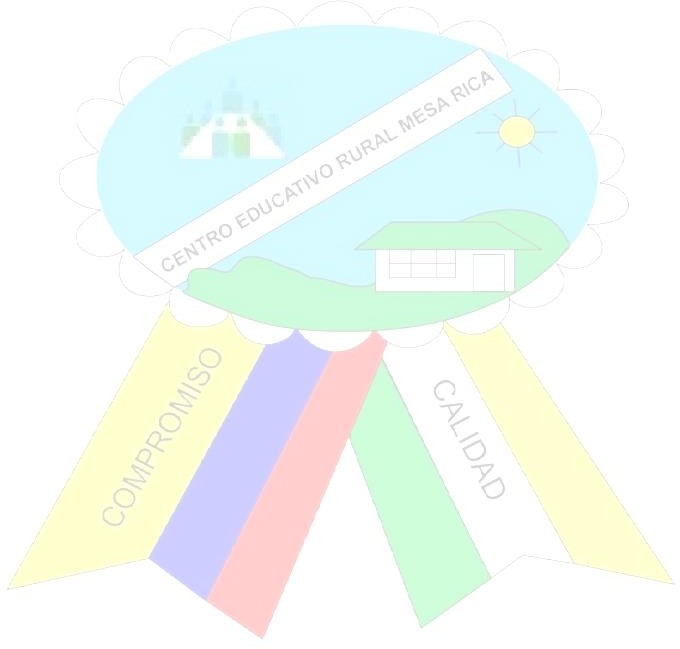 CENTRO EDUCATIVO RURAL MESA RICA
COMPROMISO
CALIDAD